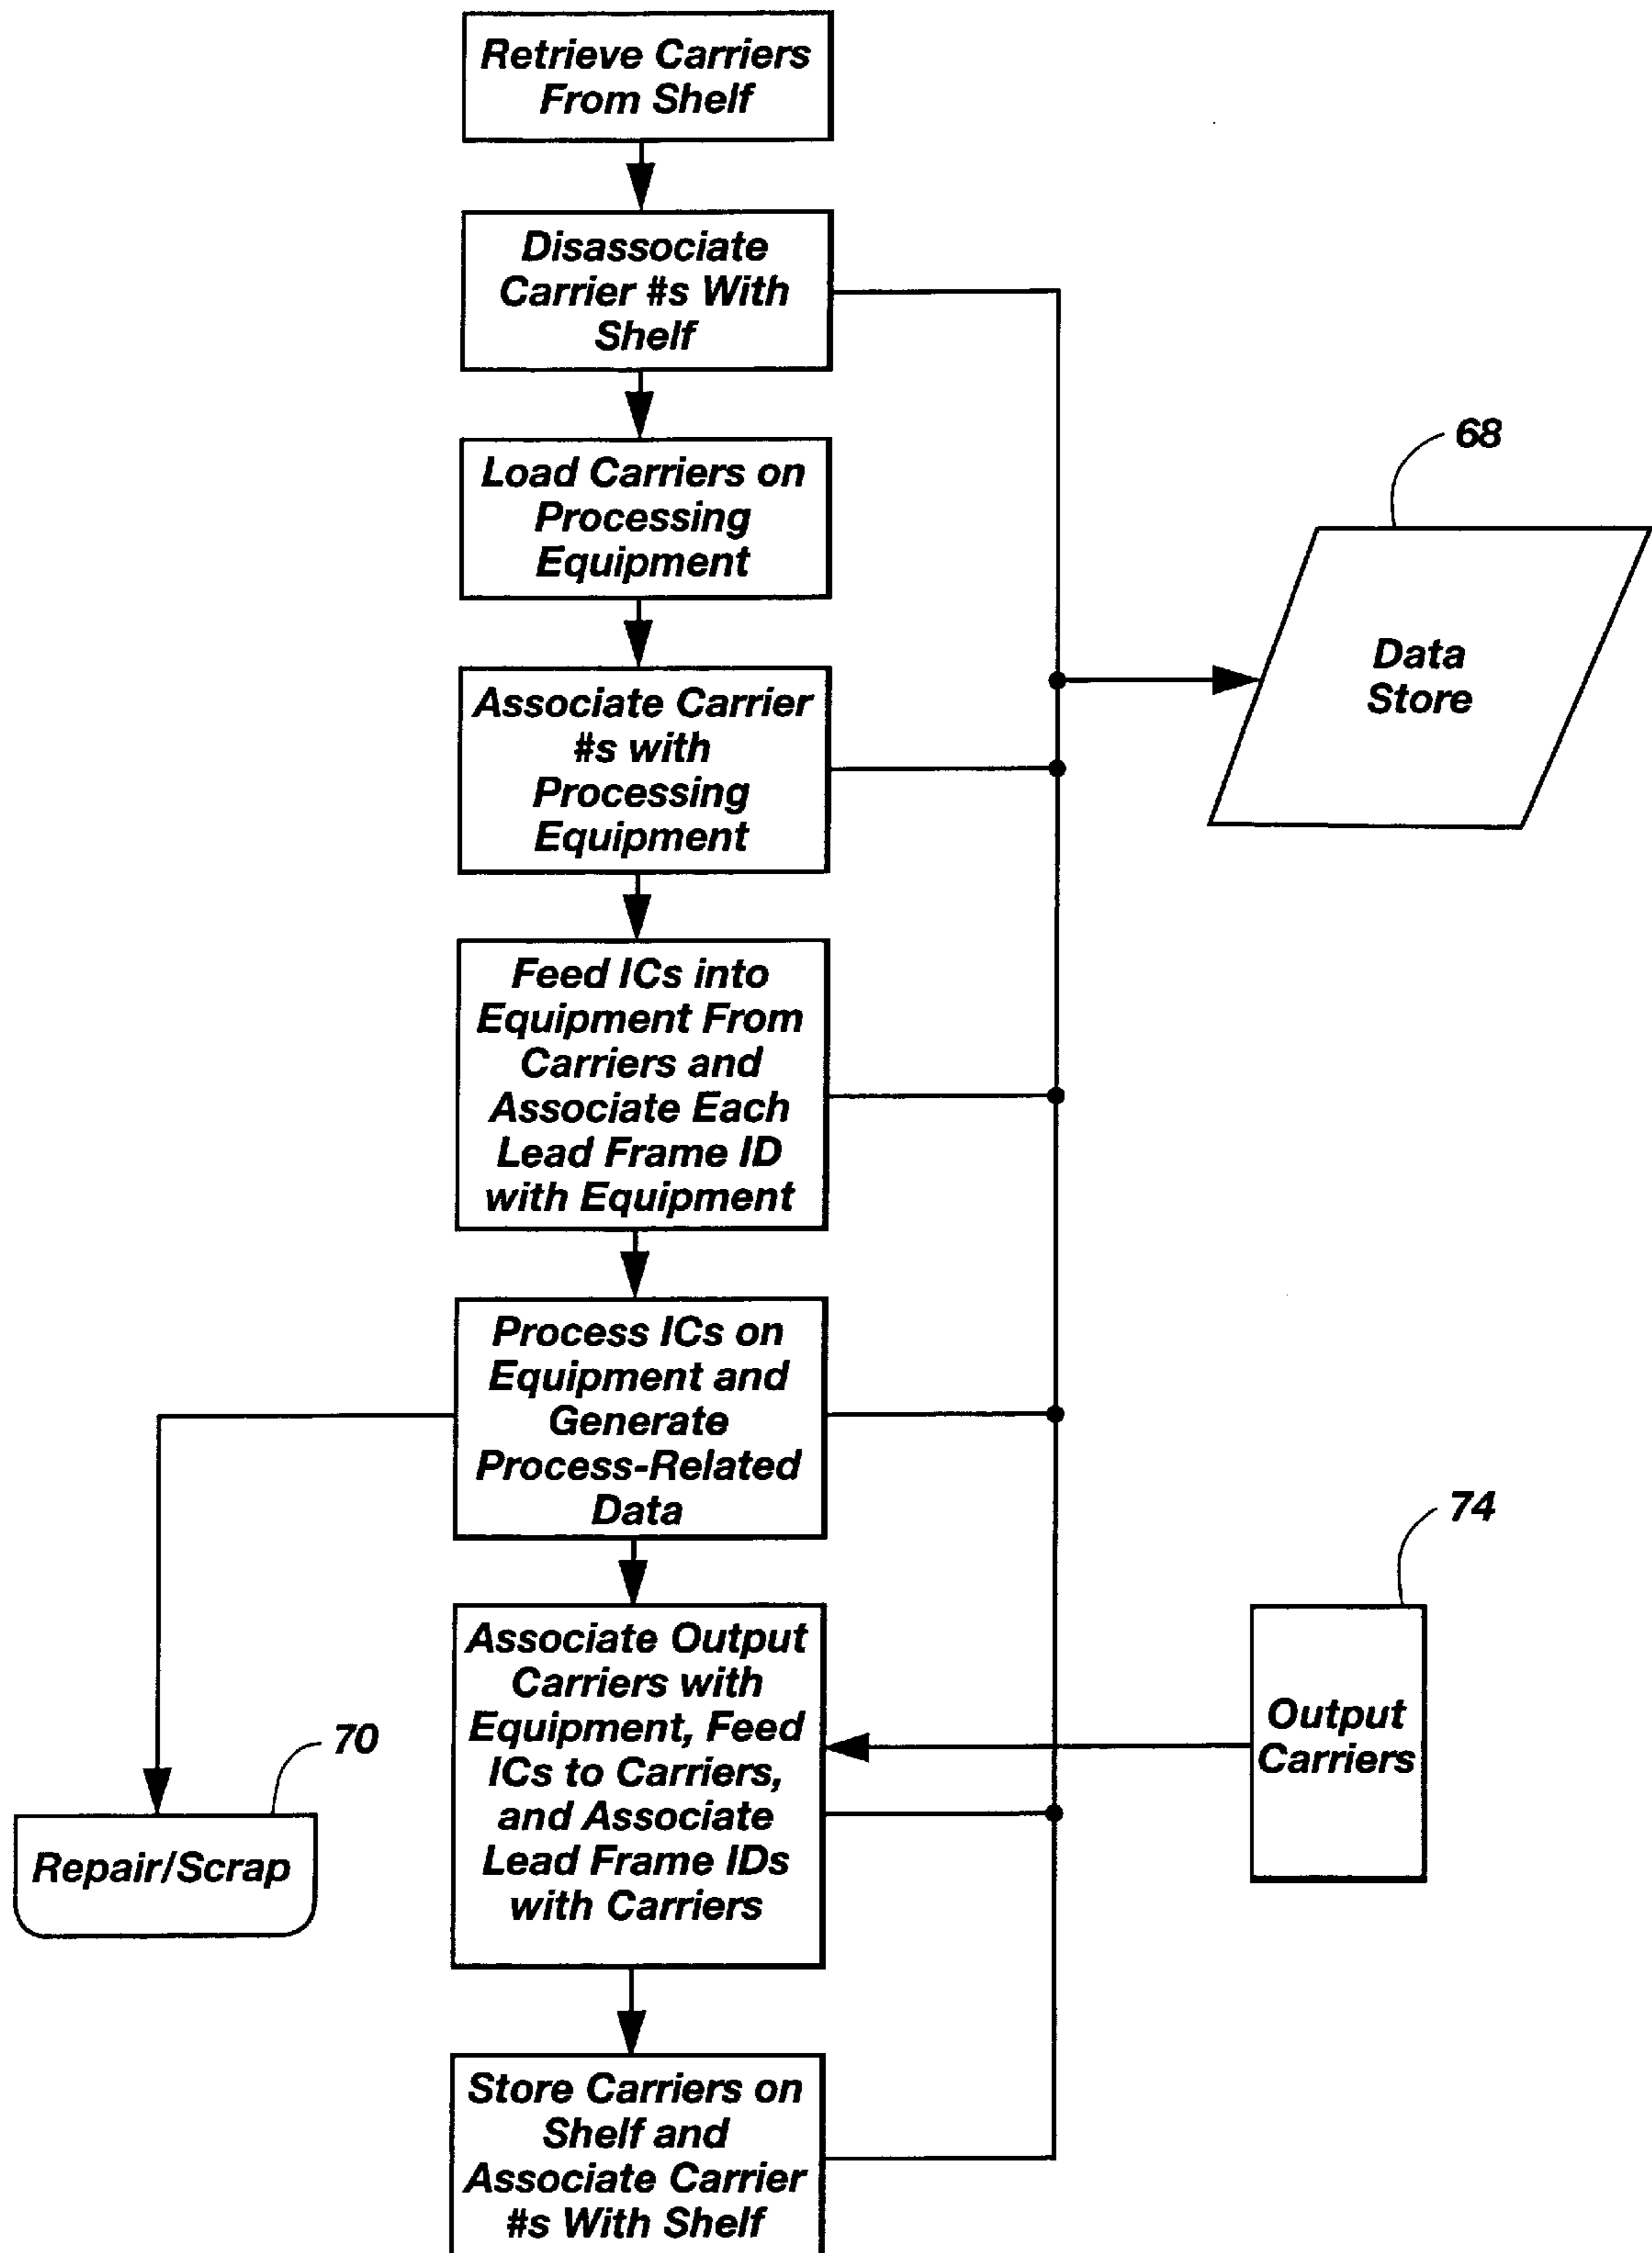 Retrieve Carriers
From Shelf
Disassociate
Carrier #s With
Shelf
Load Carriers on
Processing
Equipment
68
Data
Store
Associate Carrier
#s with
Processing
Equipment
Feed ICs into
Equipment From
Carriers and
Associate Each
Lead Frame ID
with Equipment
Process ICs on
Equipment and
Generate
Process-Related
Data
74
Associate Output
Carriers with
Equipment, Feed
ICs to Carriers,
and Associate
Lead Frame IDs
with Carriers
Output
Carriers
70
Repair/Scrap
Store Carriers on
Shelf and
Associate Carrier
#s With Shelf